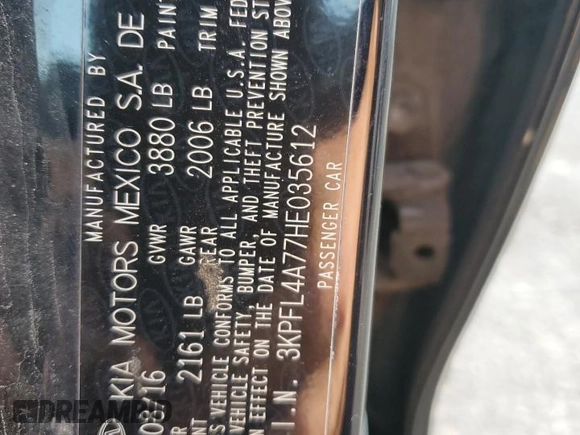 MANUFACTURED BY
KIA MOTORS MEXICO S.A. DE
16 GVWR 3880 LB PAIN
2161 LB GAWR 2006 LB TRIM
NT REAR
S VEHICLE CONFORMS TO ALL APPLICABLE U.S.A. FED
VEHICLE SAFETY, BUMPER, AND THEFT PREVENTION ST
N EFFECT ON THE DATE OF MANUFACTURE SHOWN ABOV
I.N. 3KPFL4A77HE035612
PASSENGER CAR
DREAMBID